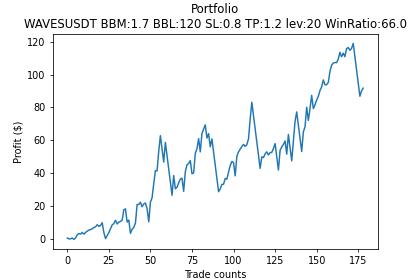 Portfolio
WAVESUSDT BBM:1.7 BBL:120 SL:0.8 TP:1.2 lev:20 WinRatio:66.0
120
100
80
60
40
20
0
Profit ($)
0 25 50 75 100 125 150 175
Trade counts